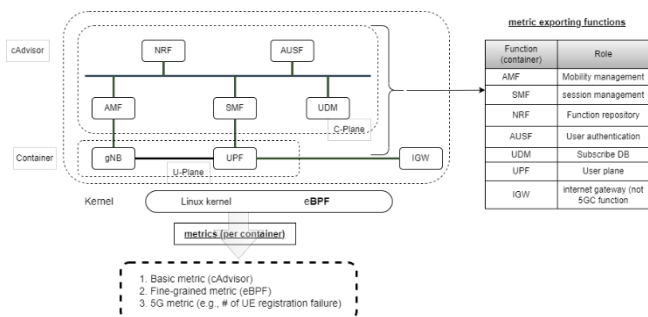 metric exporting functions
cAdvisor
NRF
AUSF
AMF
SMF
UDM
C-Plane
Container
gNB
UPF
IGW
U-Plane
Kernel
Linux kernel
eBPF
metrics (per container)
1. Basic metric (cAdvisor)
2. Fine-grained metric (eBPF)
3. 5G metric (e.g., # of UE registration failure)
Function (container) Role
AMF Mobility management
SMF session management
NRF Function repository
AUSF User authentication
UDM Subscribe DB
UPF User plane
IGW internet gateway (not
5GC function